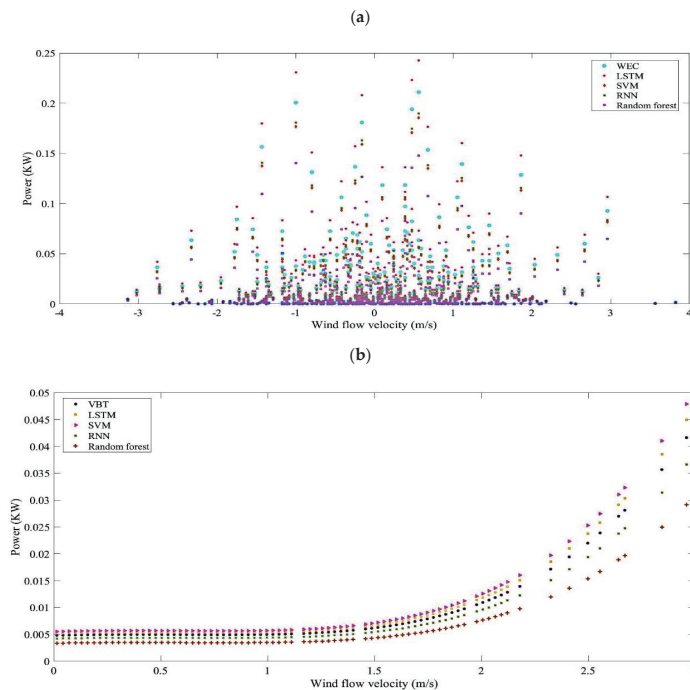 (a)
0.25
0.2
0.15
0.1
0.05
0
Power (KW)
WEC
LSTM
SVM
RNN
Random forest
-4 -3 -2 -1 0 1 2 3 4
Wind flow velocity (m/s)
(b)
0.05
0.045
0.04
0.035
0.03
0.025
0.02
0.015
0.01
0.005
0
Power (KW)
VBT
LSTM
SVM
RNN
Random forest
0 0.5 1 1.5 2 2.5
Wind flow velocity (m/s)